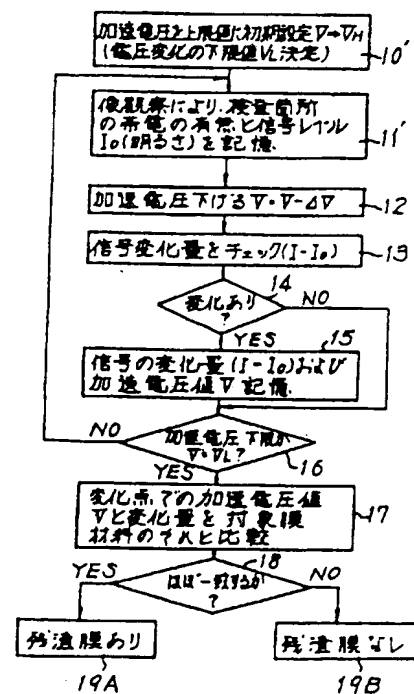 加速電圧を上限値に初期設定 V→VH
(電圧変化の下限値VL決定)
10'
像観察により、検査箇所
の帯電の有無と信号レベル
I0(明るさ)を記憶
11'
加速電圧下げる V=V-ΔV
12
信号変化量をチェック(I-I0)
13
14
変化あり
?
NO
YES
15
信号の変化量(I-I0)および
加速電圧値V記憶
NO
加速電圧下限か
V=VL?
16
YES
変化点での加速電圧値
Vと変化量を対象膜
材料のそれと比較
17
18
YES
ほぼ一致するか
?
NO
残渣膜あり
残渣膜なし
19A
19B